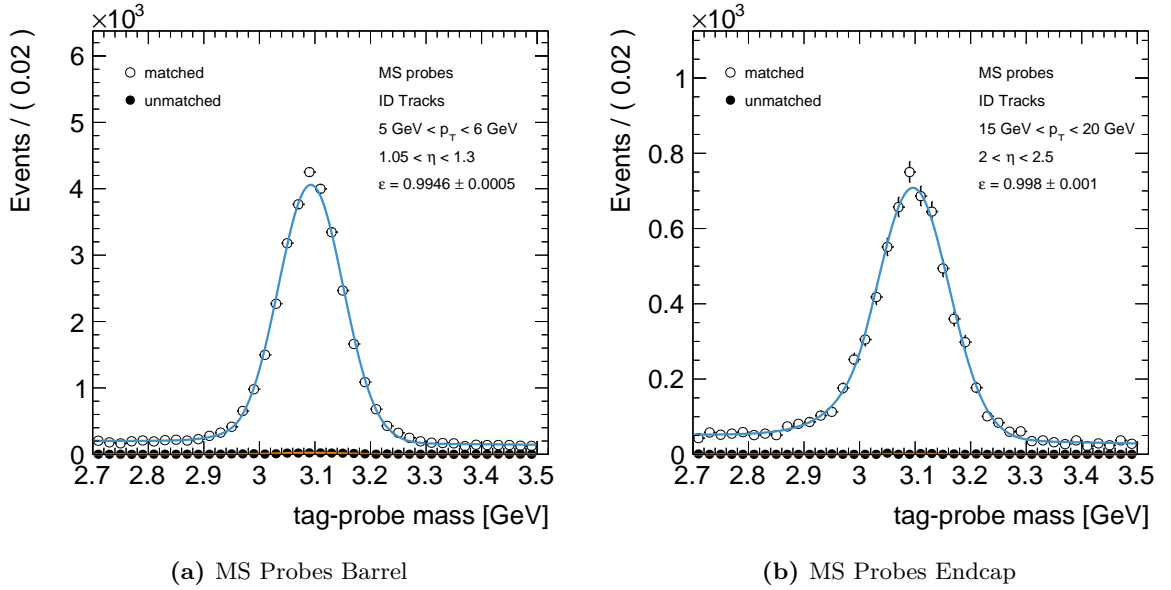 ×10³
Events / ( 0.02 )
6
5
4
3
2
1
0
matched
unmatched
MS probes
ID Tracks
5 GeV < p_T < 6 GeV
1.05 < η < 1.3
ε = 0.9946 ± 0.0005
2.7 2.8 2.9 3 3.1 3.2 3.3 3.4 3.5
tag-probe mass [GeV]
(a) MS Probes Barrel
×10³
Events / ( 0.02 )
1
0.8
0.6
0.4
0.2
0
matched
unmatched
MS probes
ID Tracks
15 GeV < p_T < 20 GeV
2 < η < 2.5
ε = 0.998 ± 0.001
2.7 2.8 2.9 3 3.1 3.2 3.3 3.4 3.5
tag-probe mass [GeV]
(b) MS Probes Endcap